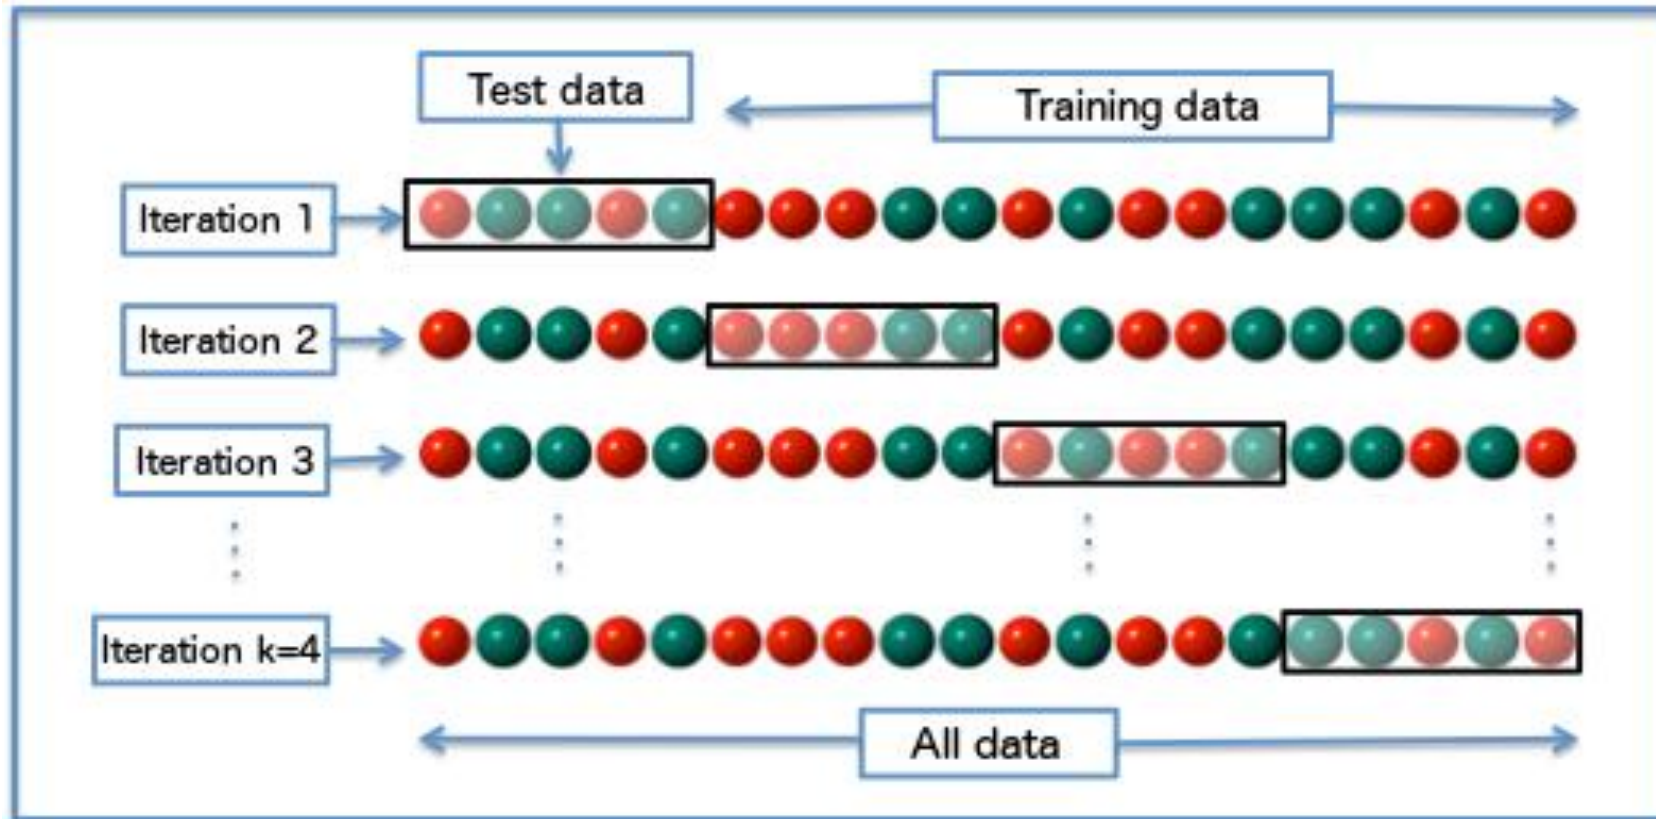 Test data
Training data
Iteration 1
Iteration 2
Iteration 3
Iteration k=4
All data